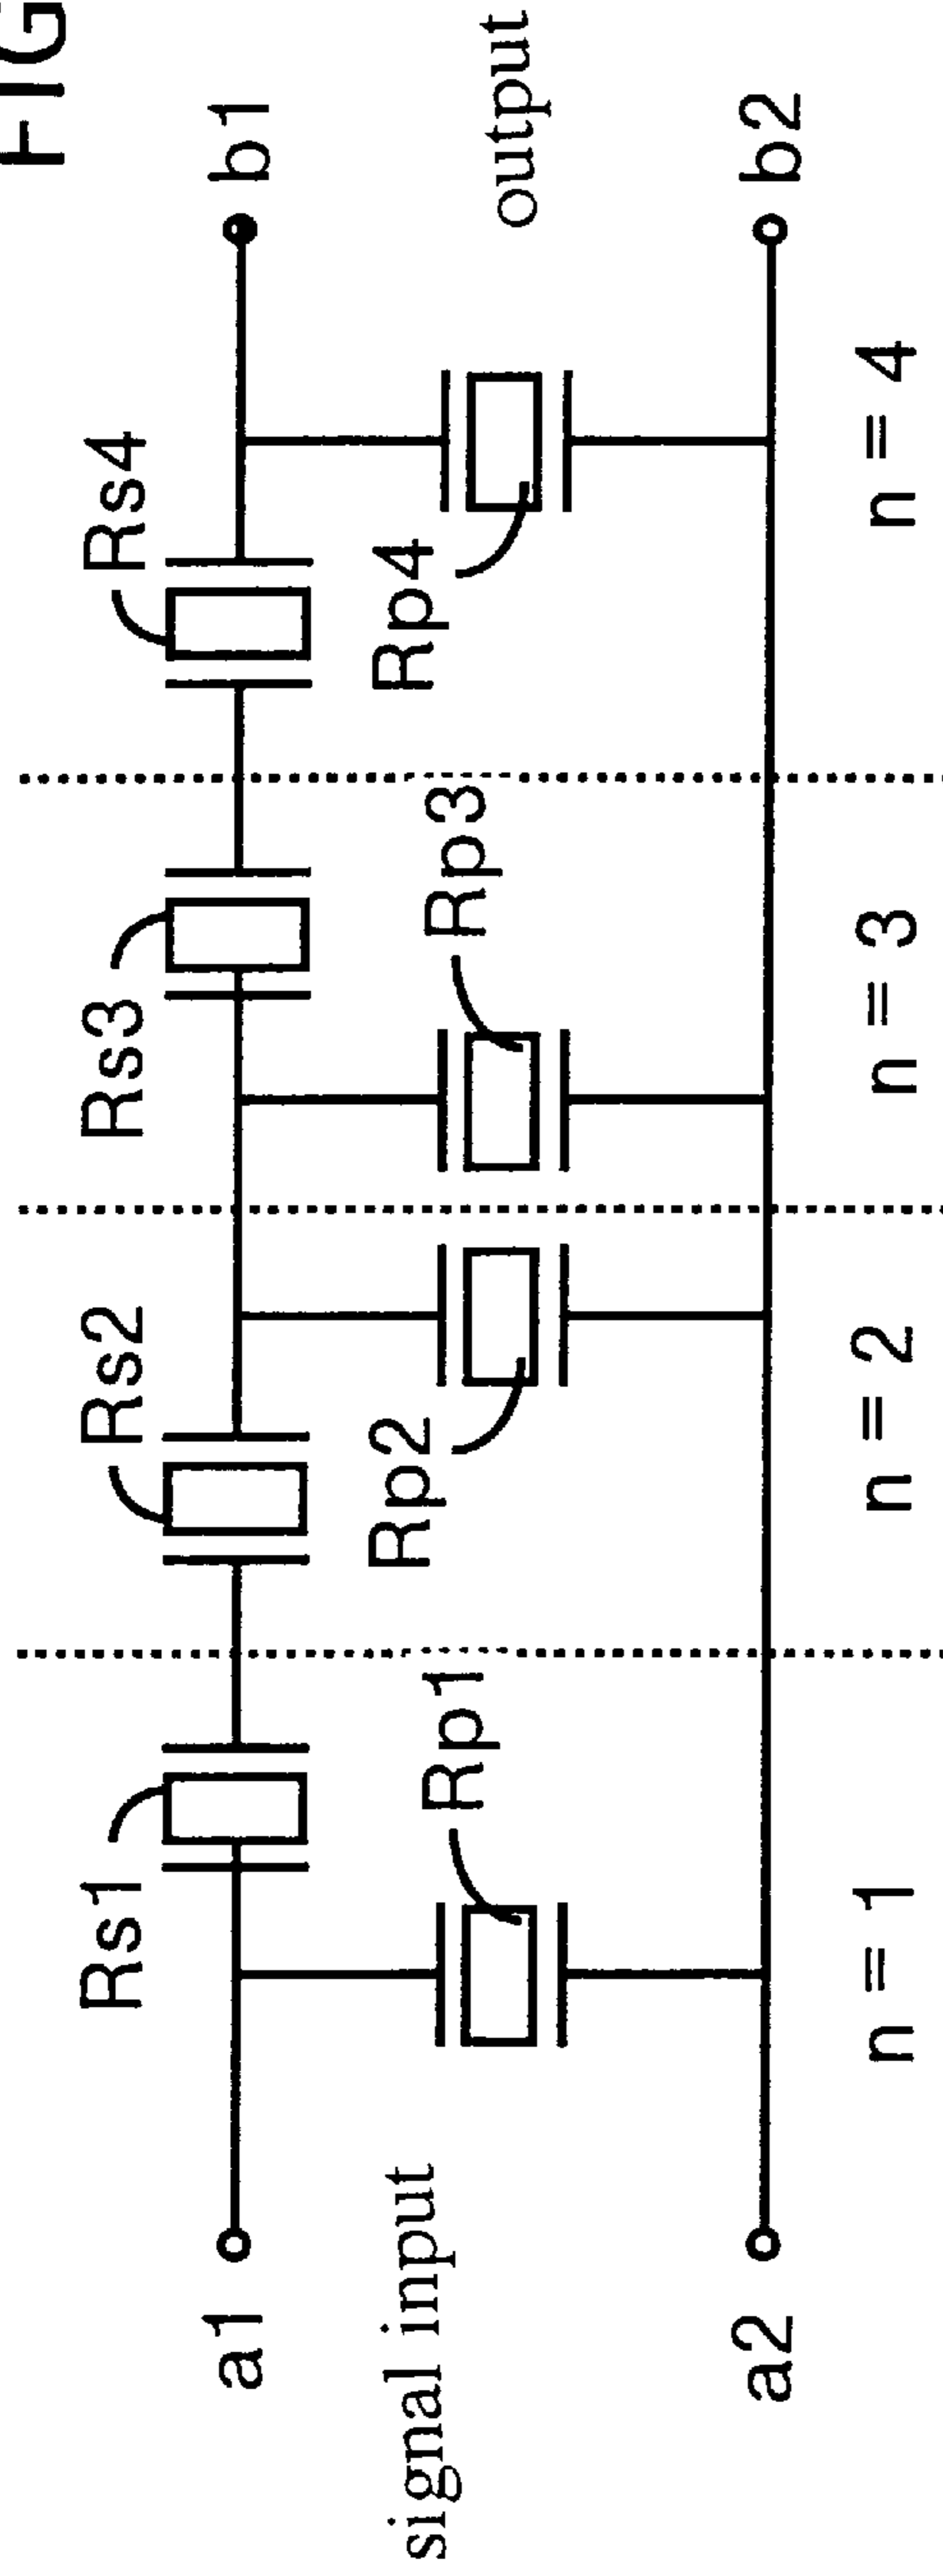 FIG
Rs1
Rs2
Rs3
Rs4
a1
b1
signal input
Rp1
Rp2
Rp3
Rp4
output
a2
b2
n = 1
n = 2
n = 3
n = 4